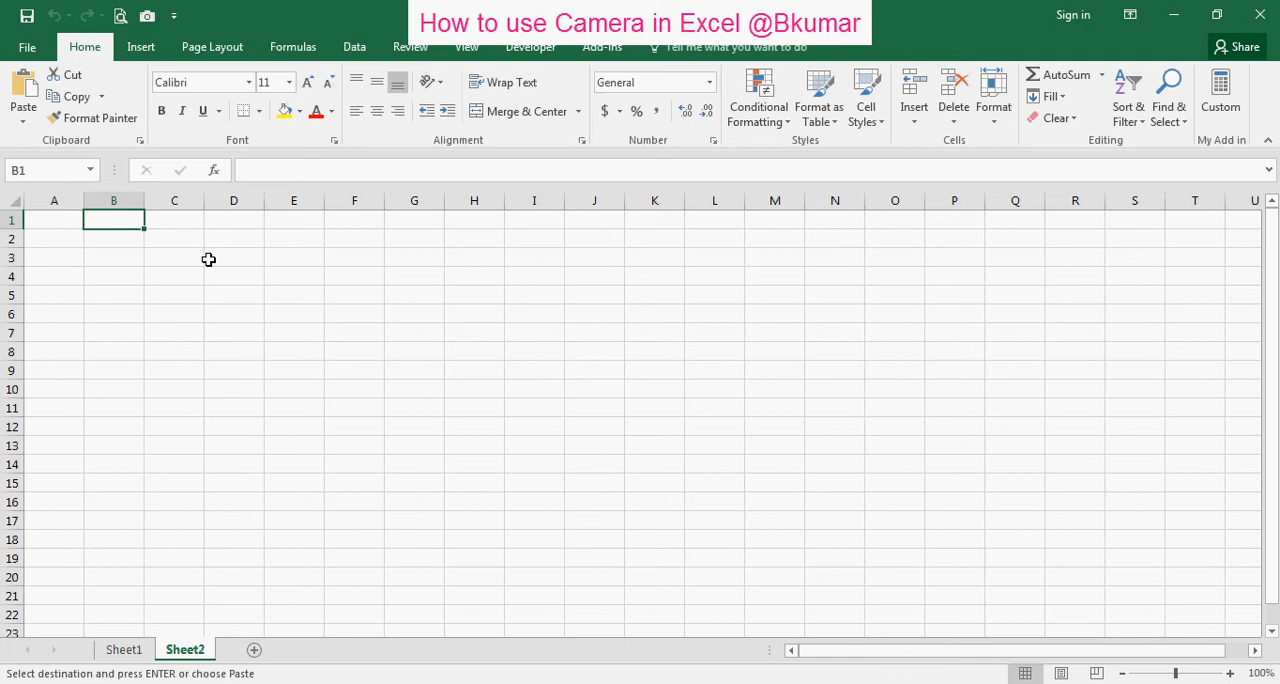 How to use Camera in Excel @Bkumar
Sign in
File
Home
Insert
Page Layout
Formulas
Data
Review
View
Developer
Add-ins
Tell me what you want to do
Share
Paste
Cut
Copy
Format Painter
Clipboard
Calibri
11
B I U
A
Font
Wrap Text
Merge & Center
Alignment
General
$ % ,
Number
Conditional
Formatting
Format as
Table
Cell
Styles
Styles
Insert
Delete
Format
Cells
AutoSum
Fill
Clear
Sort &
Filter
Find &
Select
Editing
Custom
My Add in
B1
fx
A B C D E F G H I J K L M N O P Q R S T U
1
2
3
4
5
6
7
8
9
10
11
12
13
14
15
16
17
18
19
20
21
22
23
Sheet1
Sheet2
Select destination and press ENTER or choose Paste
100%